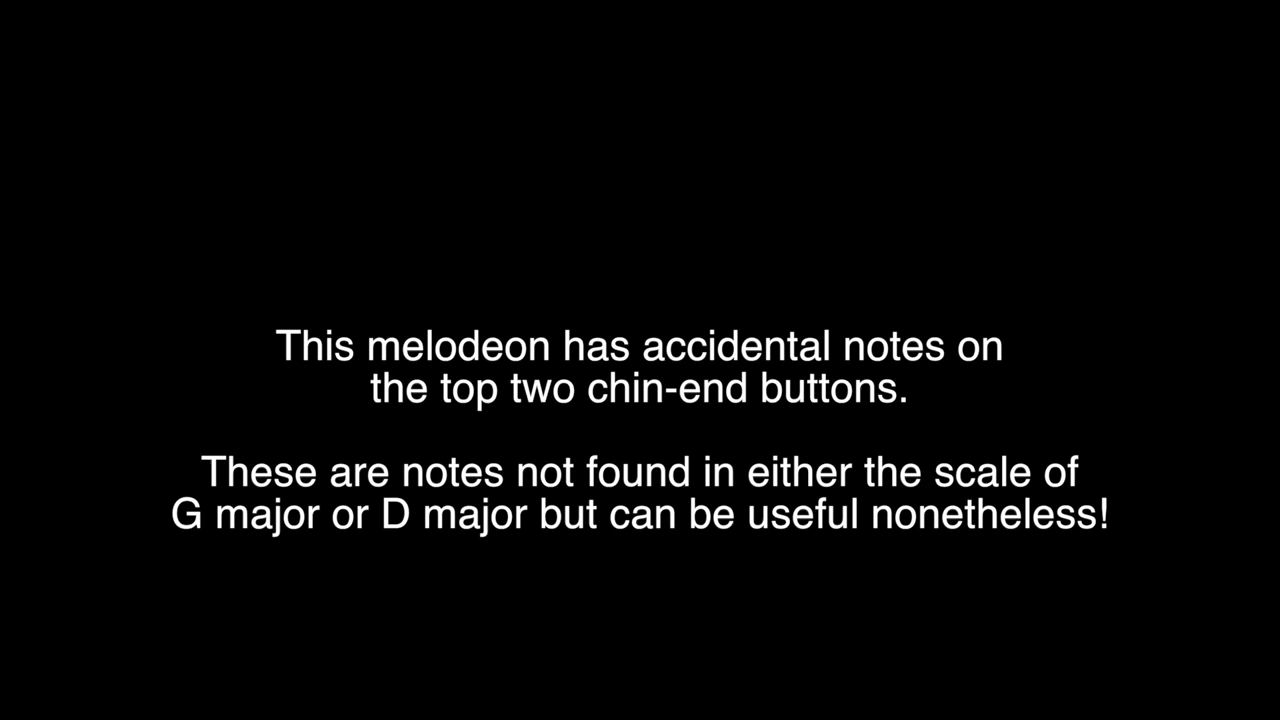 This melodeon has accidental notes on
the top two chin-end buttons.
These are notes not found in either the scale of
G major or D major but can be useful nonetheless!